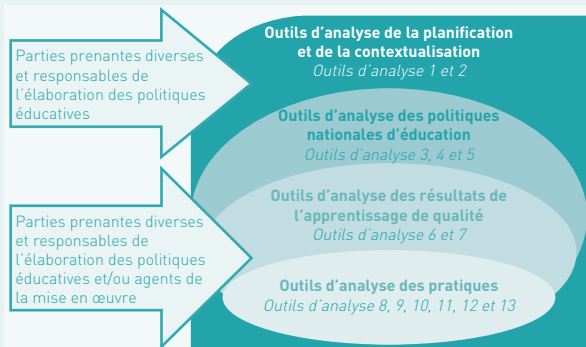 Parties prenantes diverses
et responsables de
l'élaboration des politiques
éducatives
Outils d'analyse de la planification
et de la contextualisation
Outils d'analyse 1 et 2
Outils d'analyse des politiques
nationales d'éducation
Outils d'analyse 3, 4 et 5
Parties prenantes diverses
et responsables de
l'élaboration des politiques
éducatives et/ou agents de
la mise en œuvre
Outils d'analyse des résultats de
l'apprentissage de qualité
Outils d'analyse 6 et 7
Outils d'analyse des pratiques
Outils d'analyse 8, 9, 10, 11, 12 et 13